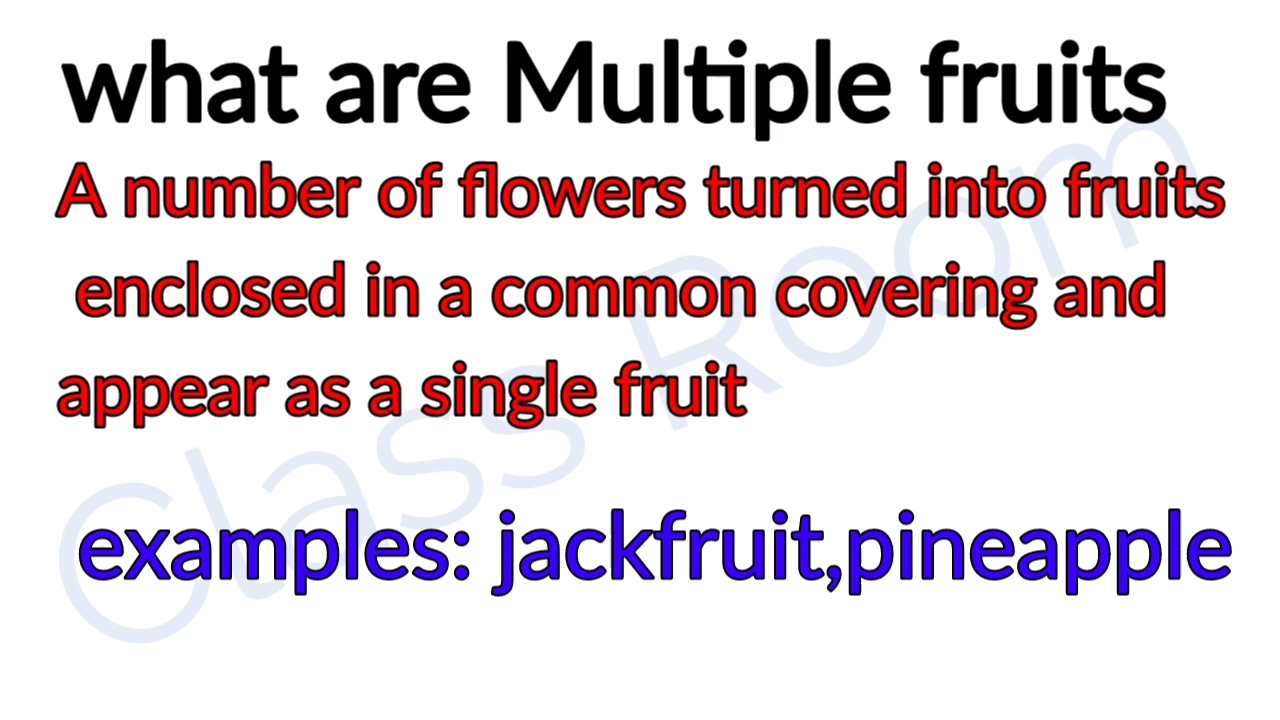 what are Multiple fruits
A number of flowers turned into fruits
enclosed in a common covering and
appear as a single fruit
examples: jackfruit,pineapple
Class Room